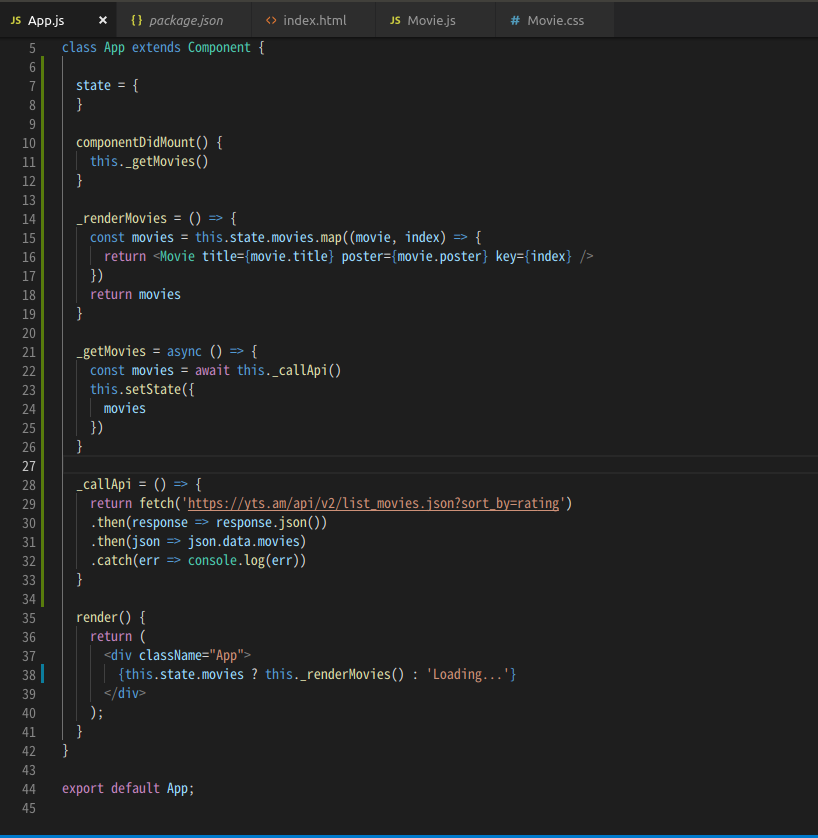 JS App.js × {} package.json <> index.html JS Movie.js # Movie.css
5 class App extends Component {
6
7 state = {
8 }
9
10 componentDidMount() {
11 this._getMovies()
12 }
13
14 _renderMovies = () => {
15 const movies = this.state.movies.map((movie, index) => {
16 return <Movie title={movie.title} poster={movie.poster} key={index} />
17 })
18 return movies
19 }
20
21 _getMovies = async () => {
22 const movies = await this._callApi()
23 this.setState({
24 movies
25 })
26 }
27
28 _callApi = () => {
29 return fetch('https://yts.am/api/v2/list_movies.json?sort_by=rating')
30 .then(response => response.json())
31 .then(json => json.data.movies)
32 .catch(err => console.log(err))
33 }
34
35 render() {
36 return (
37 <div className="App">
38 {this.state.movies ? this._renderMovies() : 'Loading...'}
39 </div>
40 );
41 }
42 }
43
44 export default App;
45